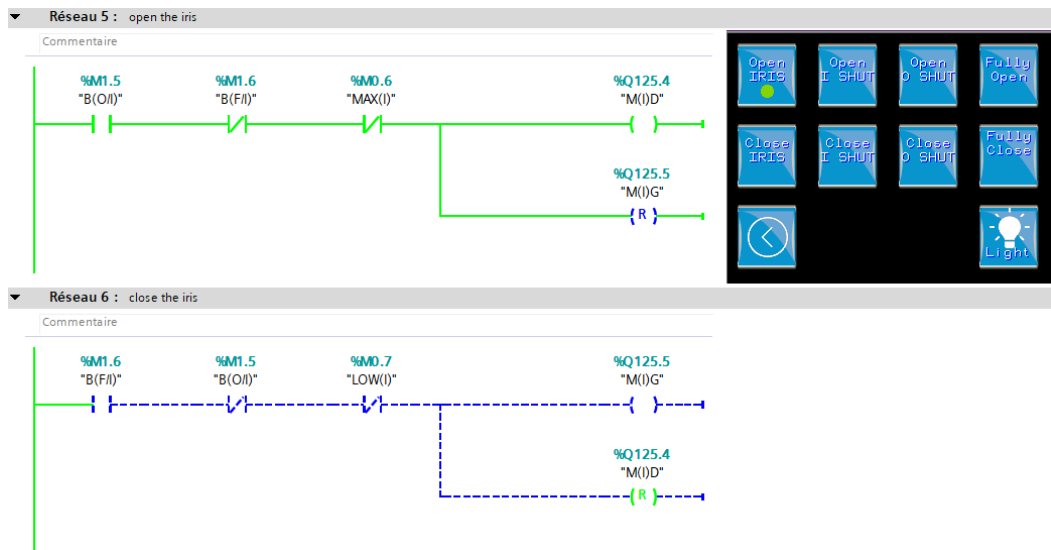 Réseau 5 : open the iris
Commentaire
%M1.5 %M1.6 %M0.6 %Q125.4
"B(O/I)" "B(F/I)" "MAX(I)" "M(I)D"
%Q125.5
"M(I)G"
R
Open IRIS
Open I SHUT
Open O SHUT
Fully Open
Close IRIS
Close I SHUT
Close O SHUT
Fully Close
Light
Réseau 6 : close the iris
Commentaire
%M1.6 %M1.5 %M0.7 %Q125.5
"B(F/I)" "B(O/I)" "LOW(I)" "M(I)G"
%Q125.4
"M(I)D"
R